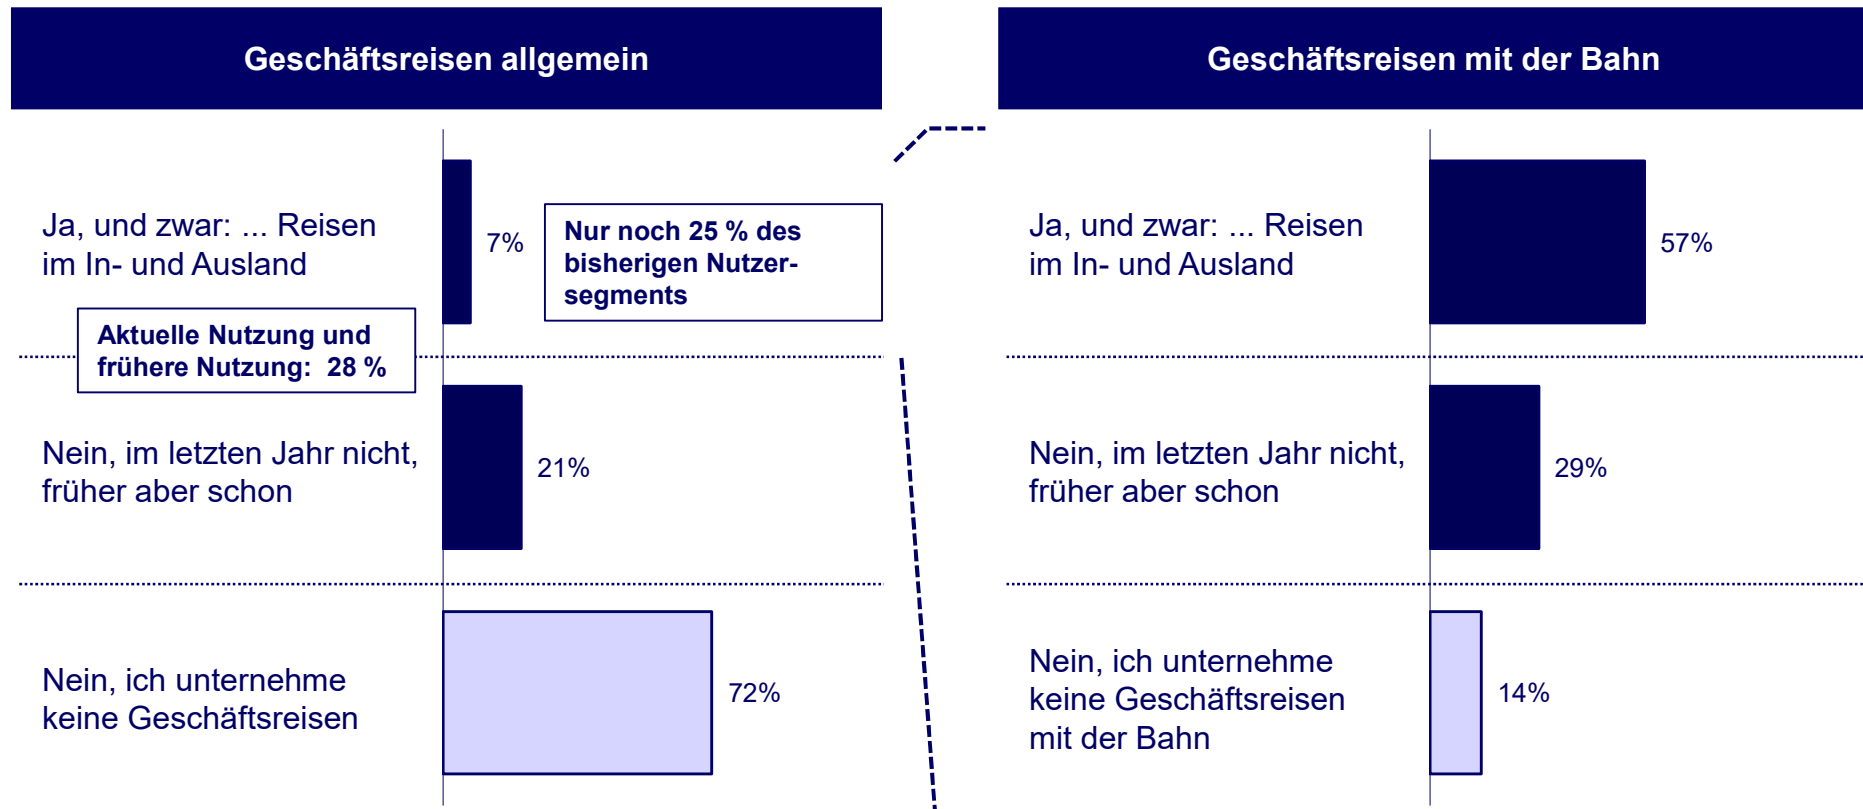 Geschäftsreisen allgemein
Ja, und zwar: ... Reisen
im In- und Ausland
7%
Nur noch 25 % des
bisherigen Nutzer-
segments
Aktuelle Nutzung und
frühere Nutzung:  28 %
Nein, im letzten Jahr nicht,
früher aber schon
21%
Nein, ich unternehme
keine Geschäftsreisen
72%
Geschäftsreisen mit der Bahn
Ja, und zwar: ... Reisen
im In- und Ausland
57%
Nein, im letzten Jahr nicht,
früher aber schon
29%
Nein, ich unternehme
keine Geschäftsreisen
mit der Bahn
14%